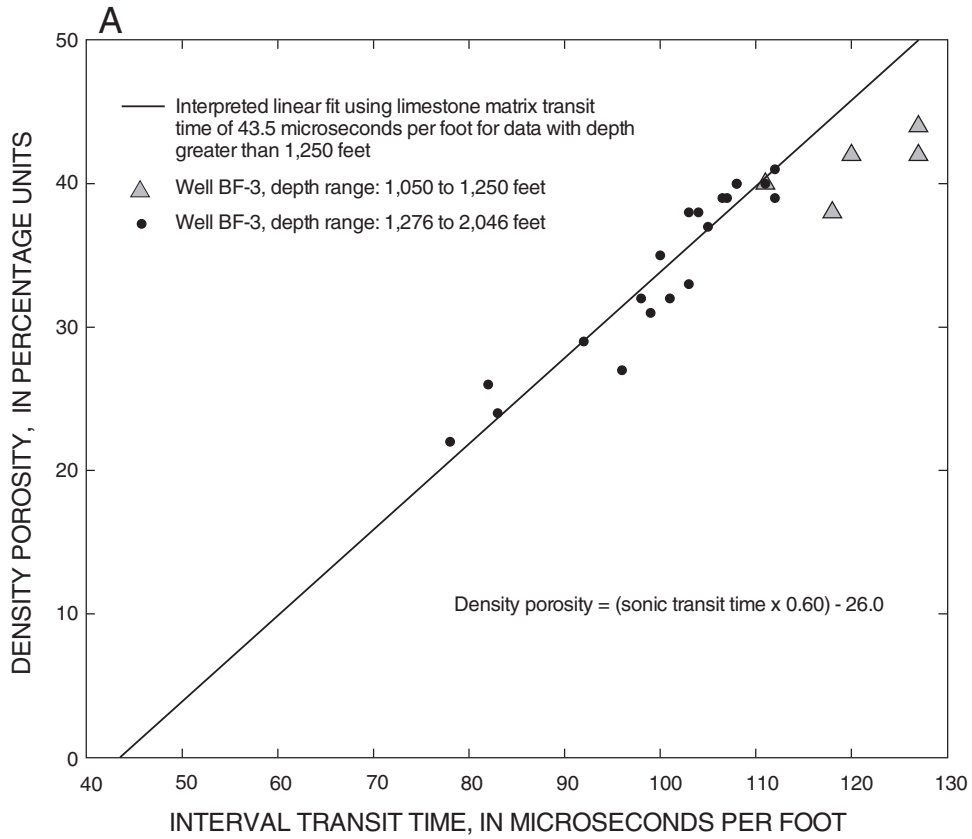 A
50
40
30
20
10
0
DENSITY POROSITY, IN PERCENTAGE UNITS
Interpreted linear fit using limestone matrix transit
time of 43.5 microseconds per foot for data with depth
greater than 1,250 feet
Well BF-3, depth range: 1,050 to 1,250 feet
Well BF-3, depth range: 1,276 to 2,046 feet
Density porosity = (sonic transit time x 0.60) - 26.0
40 50 60 70 80 90 100 110 120 130
INTERVAL TRANSIT TIME, IN MICROSECONDS PER FOOT